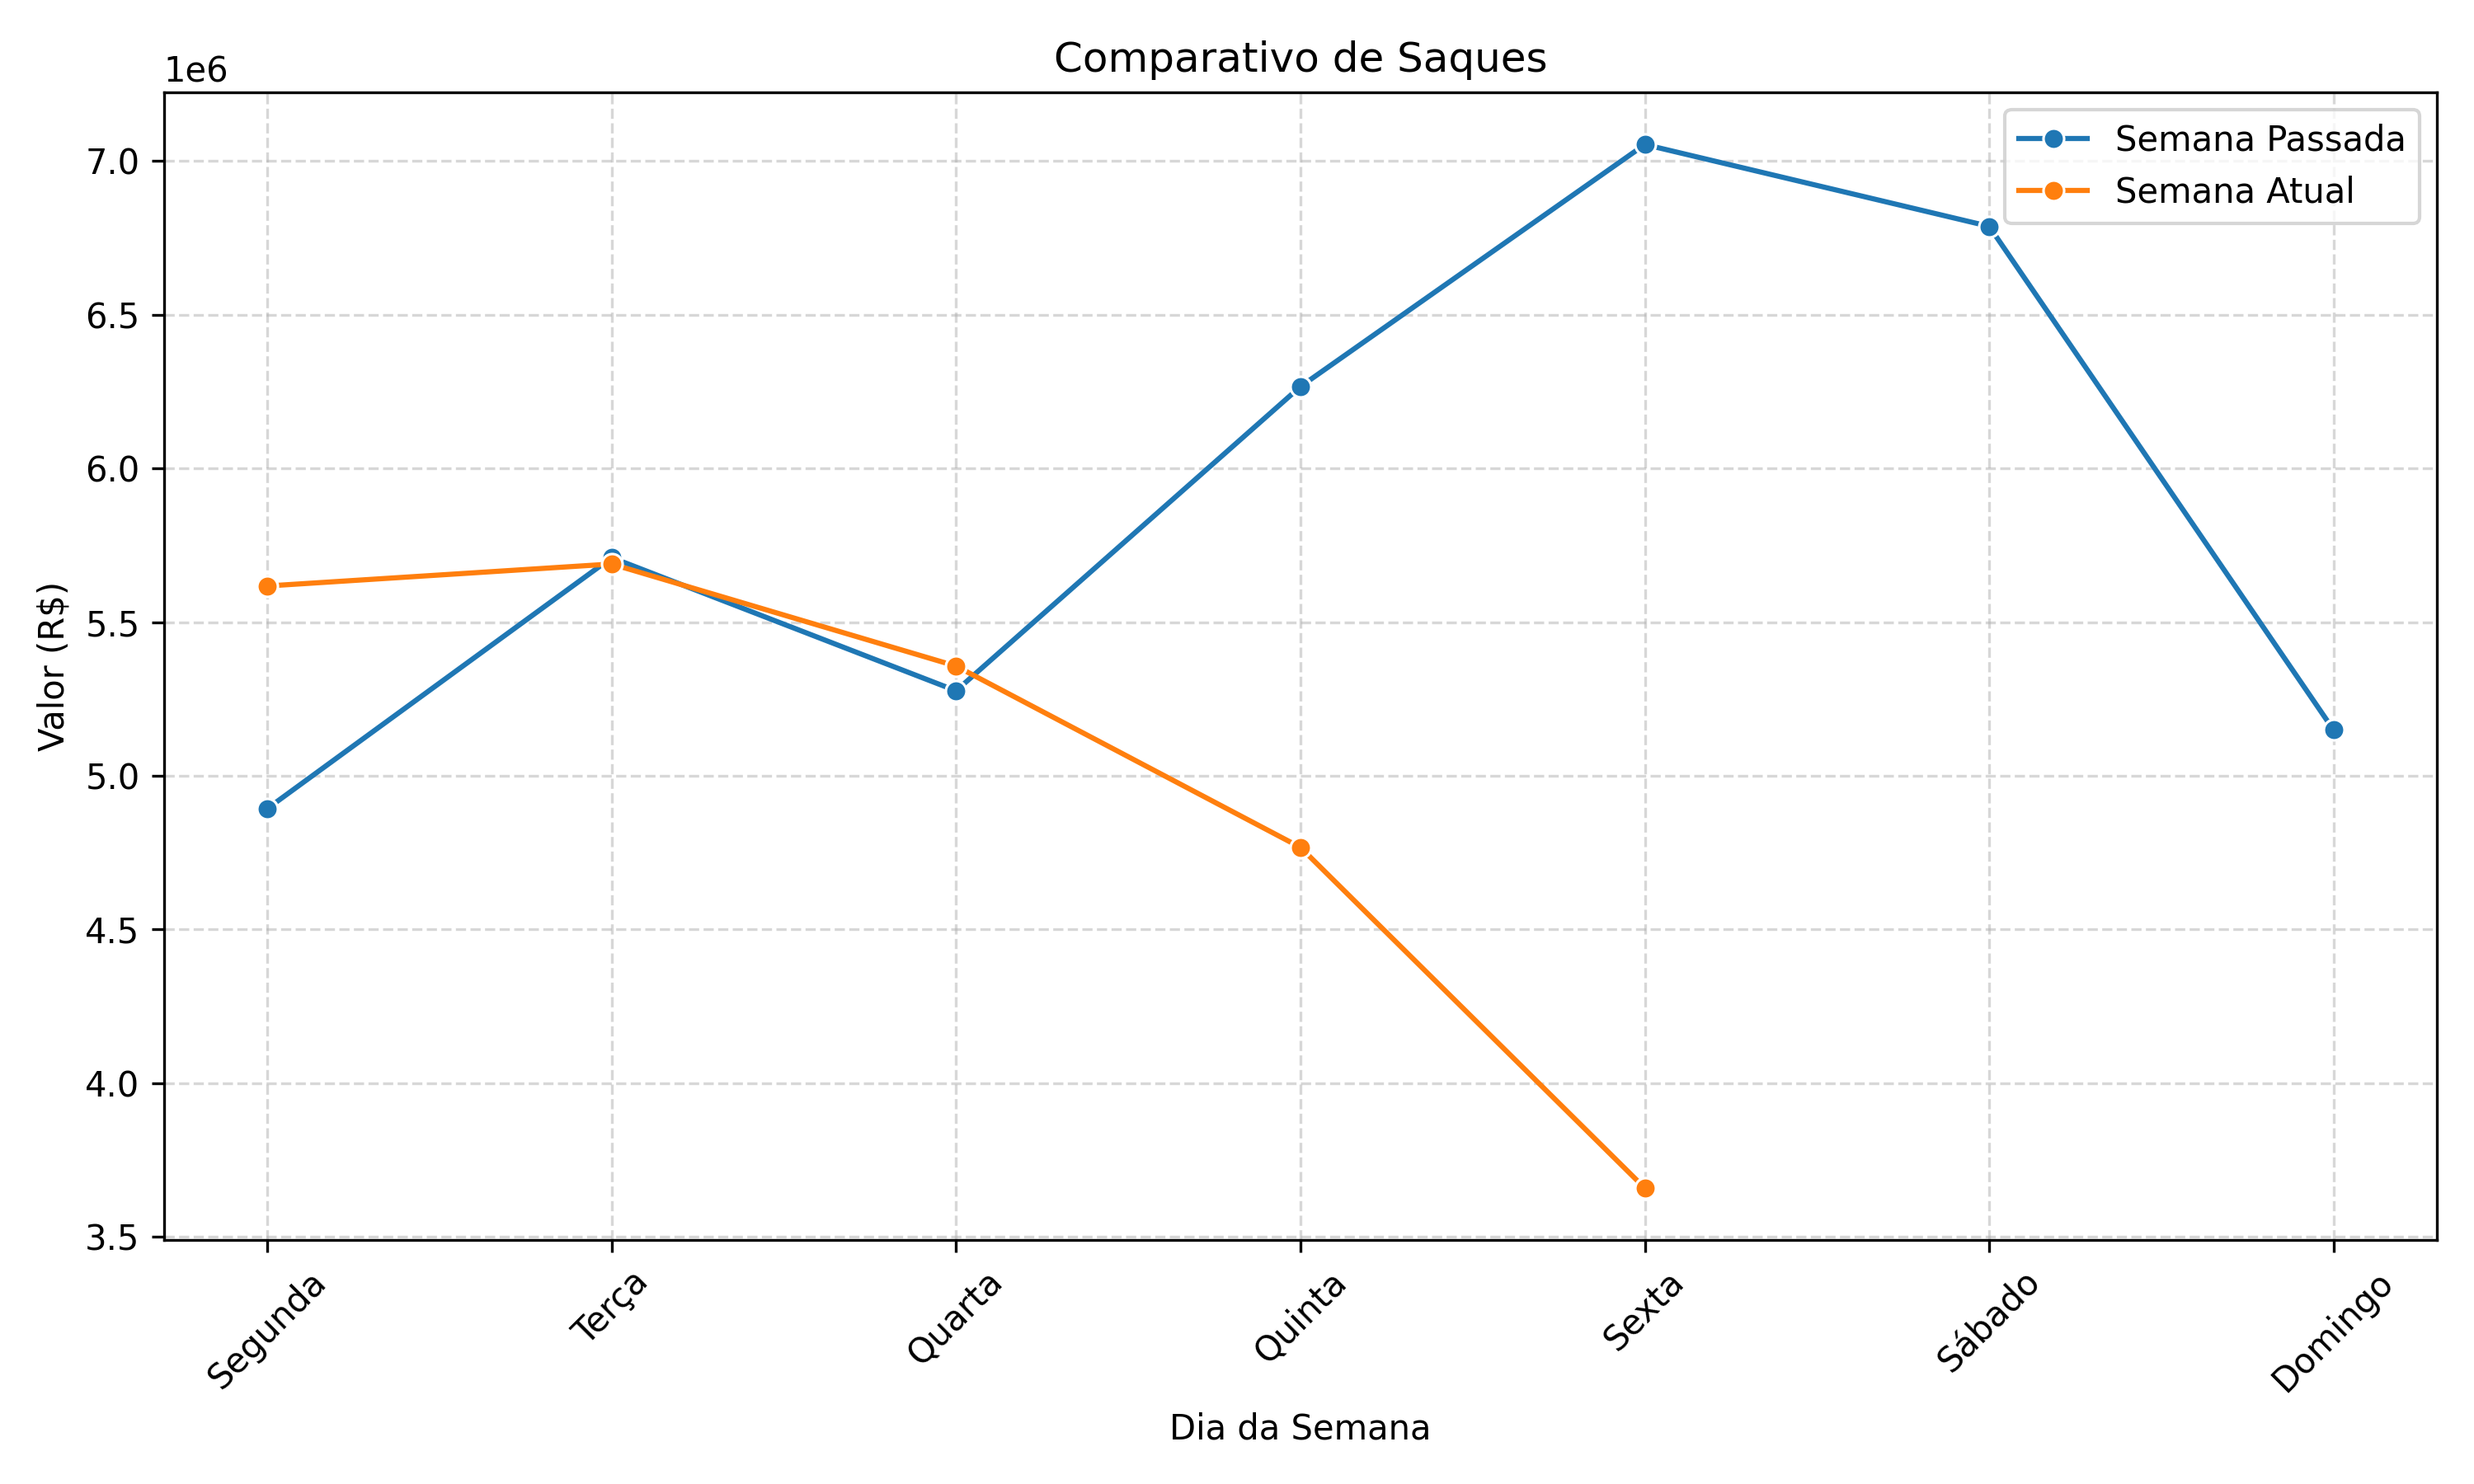 Comparativo de Saques
1e6
Semana Passada
Semana Atual
7.0
6.5
6.0
5.5
5.0
4.5
4.0
3.5
Valor (R$)
Segunda
Terça
Quarta
Quinta
Sexta
Sábado
Domingo
Dia da Semana